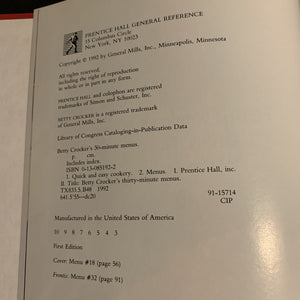 PRENTICE HALL GENERAL REFERENCE
15 Columbus Circle
New York, NY 10023
Copyright © 1992 by General Mills, Inc., Minneapolis, Minnesota
All rights reserved,
including the right of reproduction
in whole or in part in any form.
PRENTICE HALL and colophon are registered
trademarks of Simon and Schuster, Inc.
BETTY CROCKER is a registered trademark
of General Mills, Inc.
Library of Congress Cataloging-in-Publication Data
Betty Crocker's 30-minute menus.
p. cm.
Includes index.
ISBN 0-13-085192-2
1. Quick and easy cookery. 2. Menus. I. Prentice Hall, inc.
II. Title: Betty Crocker's thirty-minute menus.
TX833.5.B48 1992
641.5'55—dc20 91-15714
CIP
Manufactured in the United States of America
10 9 8 7 6 5 4 3
First Edition
Cover: Menu #18 (page 56)
Frontis: Menu #32 (page 91)